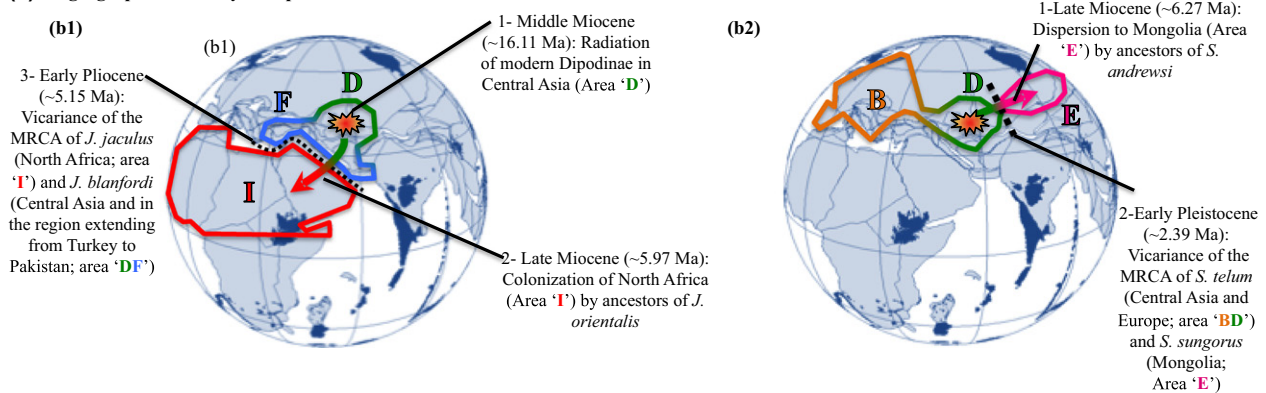 (b1)
(b1)
1- Middle Miocene
(~16.11 Ma): Radiation
of modern Dipodinae in
Central Asia (Area ‘D’)
3- Early Pliocene
(~5.15 Ma):
Vicariance of the
MRCA of J. jaculus
(North Africa; area
‘I’) and J. blanfordi
(Central Asia and in
the region extending
from Turkey to
Pakistan; area ‘DF’)
D
F
I
2- Late Miocene (~5.97 Ma):
Colonization of North Africa
(Area ‘I’) by ancestors of J.
orientalis
(b2)
1-Late Miocene (~6.27 Ma):
Dispersion to Mongolia (Area
‘E’) by ancestors of S.
andrewsi
B
D
E
2-Early Pleistocene
(~2.39 Ma):
Vicariance of the
MRCA of S. telum
(Central Asia and
Europe; area ‘BD’)
and S. sungorus
(Mongolia;
Area ‘E’)